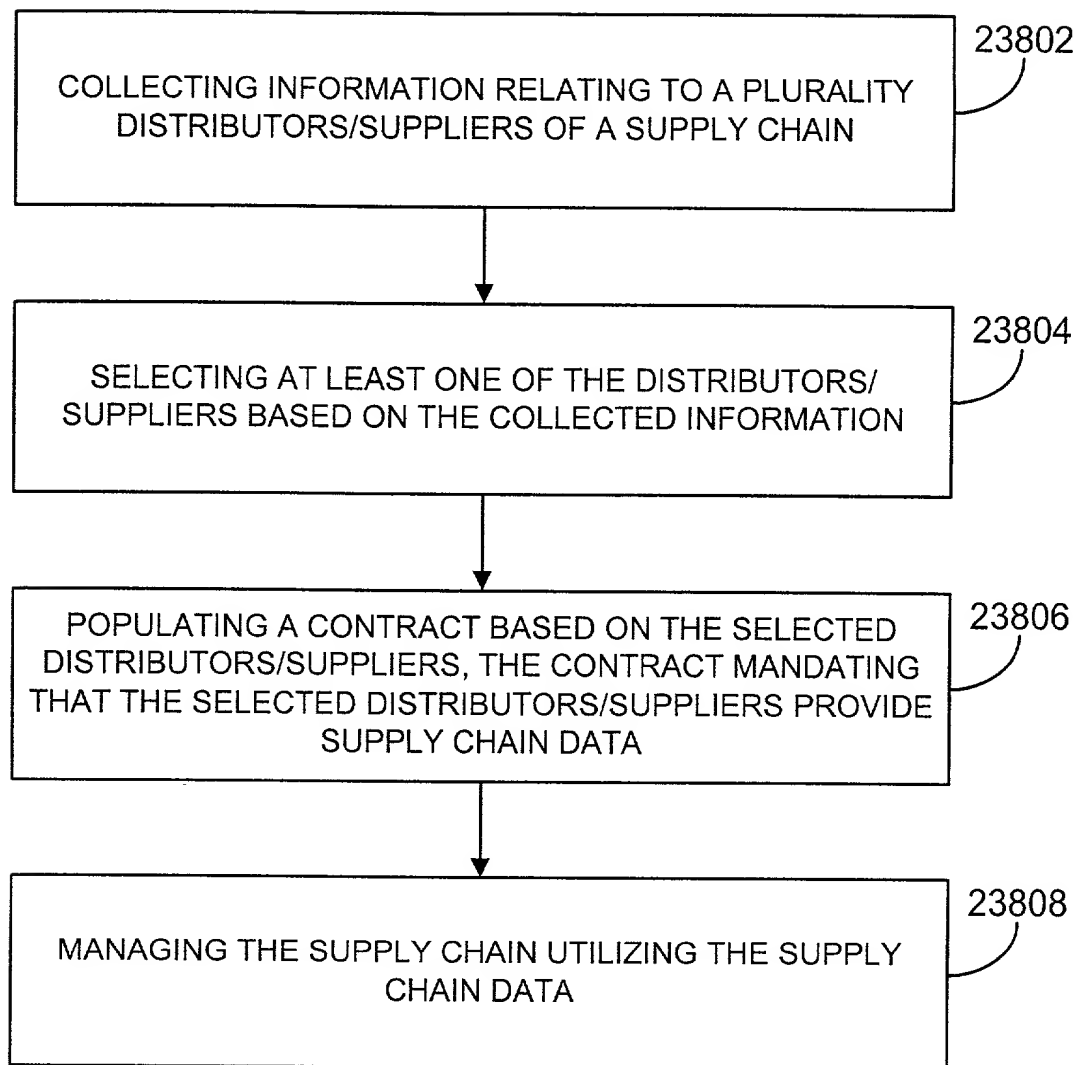 23802
COLLECTING INFORMATION RELATING TO A PLURALITY
DISTRIBUTORS/SUPPLIERS OF A SUPPLY CHAIN
23804
SELECTING AT LEAST ONE OF THE DISTRIBUTORS/
SUPPLIERS BASED ON THE COLLECTED INFORMATION
23806
POPULATING A CONTRACT BASED ON THE SELECTED
DISTRIBUTORS/SUPPLIERS, THE CONTRACT MANDATING
THAT THE SELECTED DISTRIBUTORS/SUPPLIERS PROVIDE
SUPPLY CHAIN DATA
23808
MANAGING THE SUPPLY CHAIN UTILIZING THE SUPPLY
CHAIN DATA